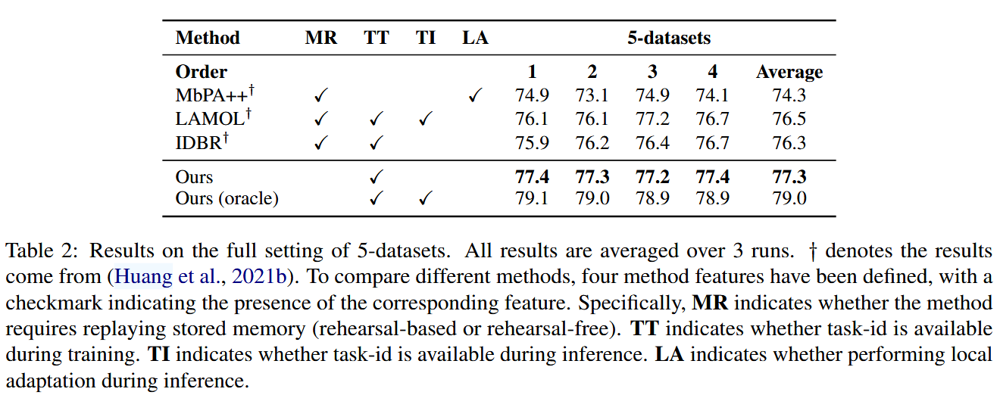 Method MR TT TI LA 5-datasets
Order 1 2 3 4 Average
MbPA++† ✓ ✓ 74.9 73.1 74.9 74.1 74.3
LAMOL† ✓ ✓ ✓ 76.1 76.1 77.2 76.7 76.5
IDBR† ✓ ✓ 75.9 76.2 76.4 76.7 76.3
Ours ✓ 77.4 77.3 77.2 77.4 77.3
Ours (oracle) ✓ ✓ 79.1 79.0 78.9 78.9 79.0
Table 2: Results on the full setting of 5-datasets. All results are averaged over 3 runs. † denotes the results
come from (Huang et al., 2021b). To compare different methods, four method features have been defined, with a
checkmark indicating the presence of the corresponding feature. Specifically, MR indicates whether the method
requires replaying stored memory (rehearsal-based or rehearsal-free). TT indicates whether task-id is available
during training. TI indicates whether task-id is available during inference. LA indicates whether performing local
adaptation during inference.